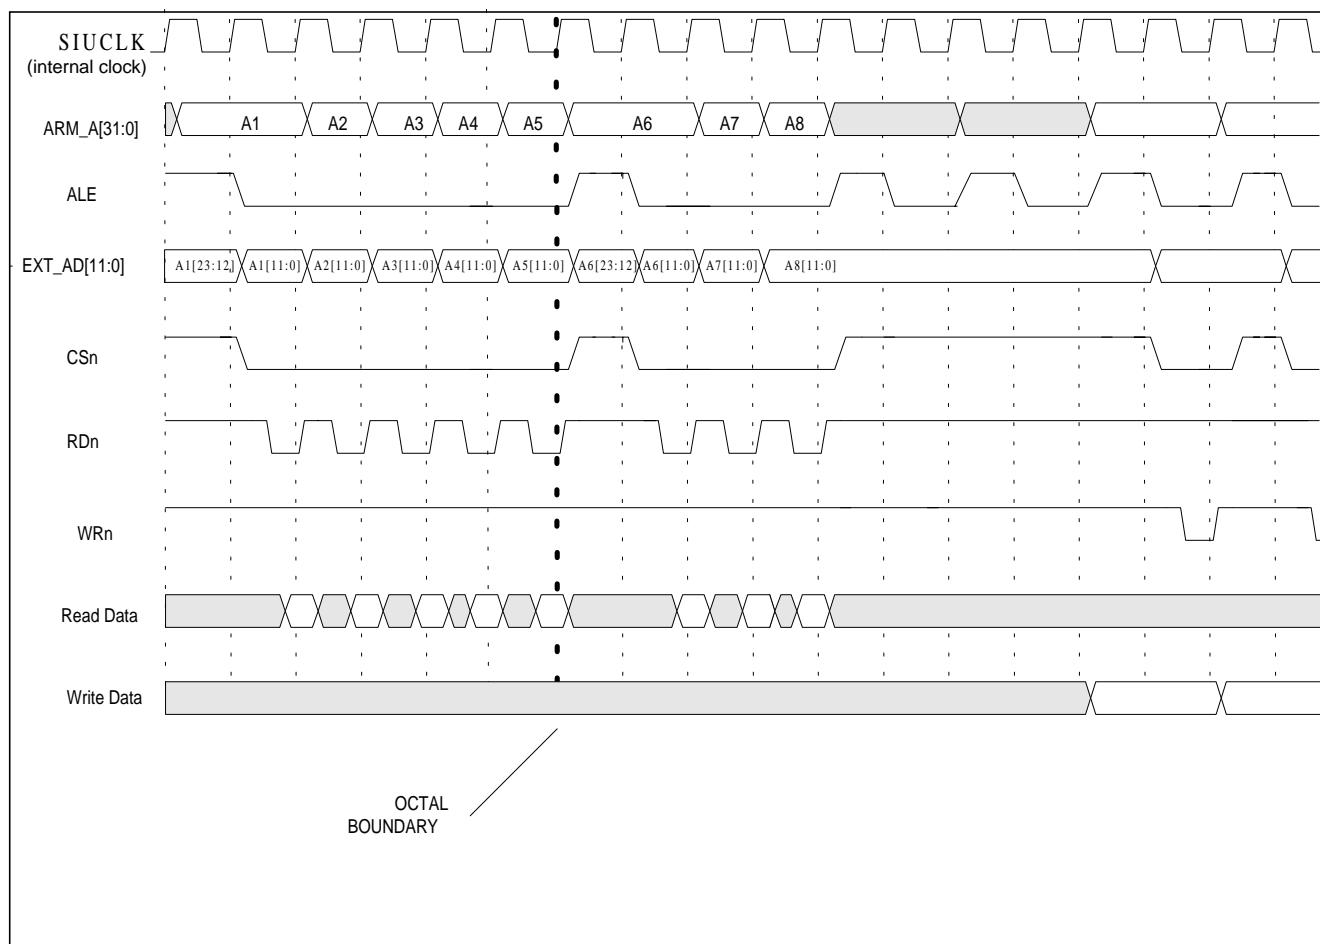 SIUCLK
(internal clock)
ARM_A[31:0] A1 A2 A3 A4 A5 A6 A7 A8
ALE
EXT_AD[11:0] A1[23:12] A1[11:0] A2[11:0] A3[11:0] A4[11:0] A5[11:0] A6[23:12] A6[11:0] A7[11:0] A8[11:0]
CSn
RDn
WRn
Read Data
Write Data
OCTAL
BOUNDARY